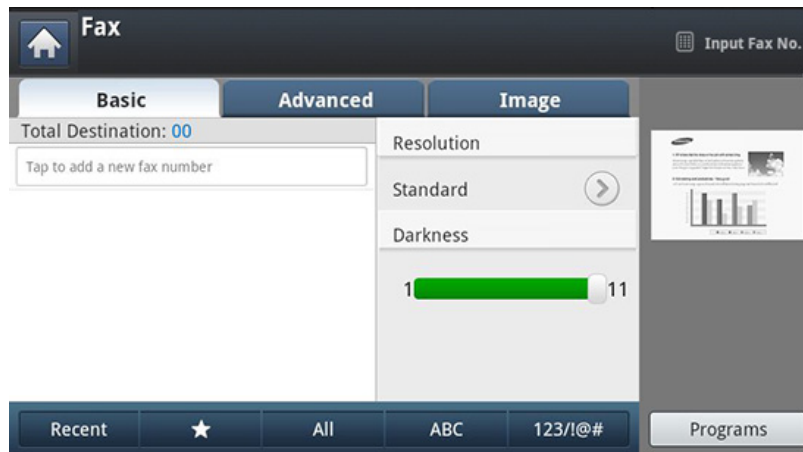 Fax
Input Fax No.
Basic
Advanced
Image
Total Destination: 00
Tap to add a new fax number
Resolution
Standard
Darkness
1
11
Recent
★
All
ABC
123/!@#
Programs